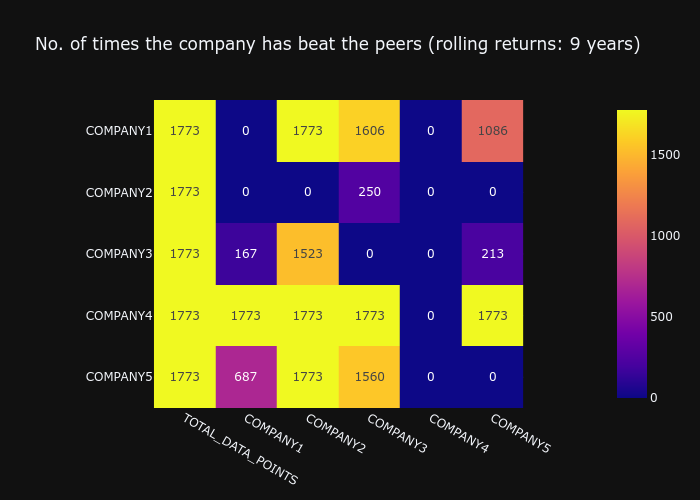 No. of times the company has beat the peers (rolling returns: 9 years)
COMPANY1 1773 0 1773 1606 0 1086
COMPANY2 1773 0 0 250 0 0
COMPANY3 1773 167 1523 0 0 213
COMPANY4 1773 1773 1773 1773 0 1773
COMPANY5 1773 687 1773 1560 0 0
TOTAL_DATA_POINTS COMPANY1 COMPANY2 COMPANY3 COMPANY4 COMPANY5
1500
1000
500
0